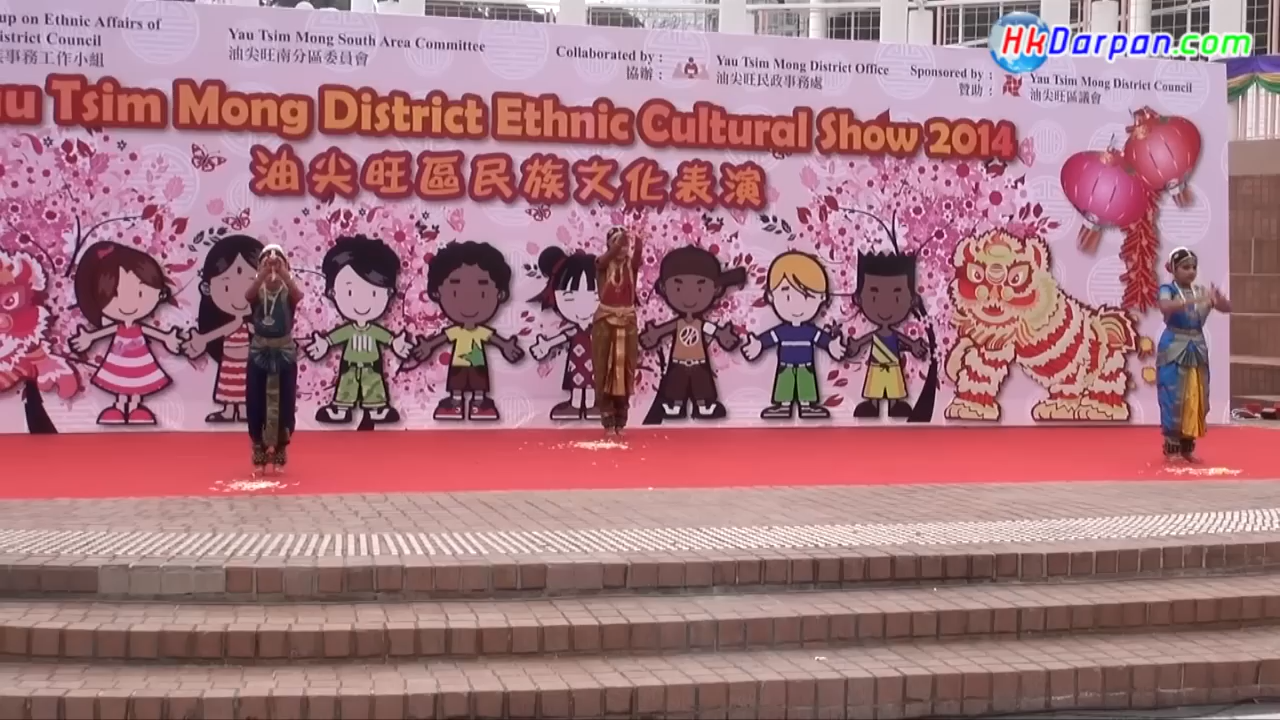 HkDarpan.com
up on Ethnic Affairs of
istrict Council
事務工作小組
Yau Tsim Mong South Area Committee
油尖旺南分區委員會
Collaborated by :
協辦 :
Yau Tsim Mong District Office
油尖旺民政事務處
Sponsored by :
贊助 :
Yau Tsim Mong District Council
油尖旺區議會
au Tsim Mong District Ethnic Cultural Show 2014
油尖旺區民族文化表演